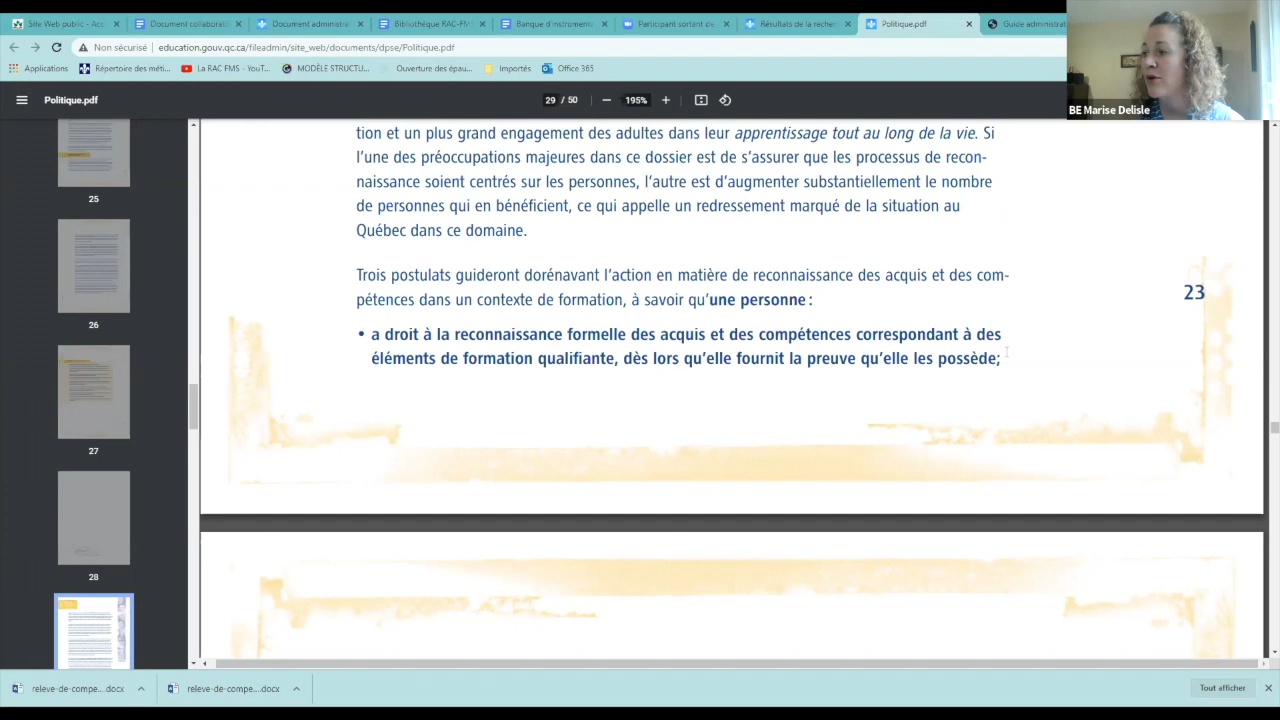 Site Web public - Ac
Document collaborati
Document administra
Bibliothèque RAC-FM
Banque d'instrument
Participant sortant de
Résultats de la recher
Politique.pdf
Guide administrat
Non sécurisé
education.gouv.qc.ca/fileadmin/site_web/documents/dpse/Politique.pdf
Applications
Répertoire des méti...
La RAC FMS - YouT...
MODÈLE STRUCTU...
Ouverture des épau...
Importés
Office 365
BE Marise Delisle
Politique.pdf
29 / 50
195%
25
26
27
28
tion et un plus grand engagement des adultes dans leur apprentissage tout au long de la vie. Si
l'une des préoccupations majeures dans ce dossier est de s'assurer que les processus de recon-
naissance soient centrés sur les personnes, l'autre est d'augmenter substantiellement le nombre
de personnes qui en bénéficient, ce qui appelle un redressement marqué de la situation au
Québec dans ce domaine.
Trois postulats guideront dorénavant l'action en matière de reconnaissance des acquis et des com-
pétences dans un contexte de formation, à savoir qu'une personne :
• a droit à la reconnaissance formelle des acquis et des compétences correspondant à des
éléments de formation qualifiante, dès lors qu'elle fournit la preuve qu'elle les possède;
23
releve-de-compe....docx
releve-de-compe....docx
Tout afficher